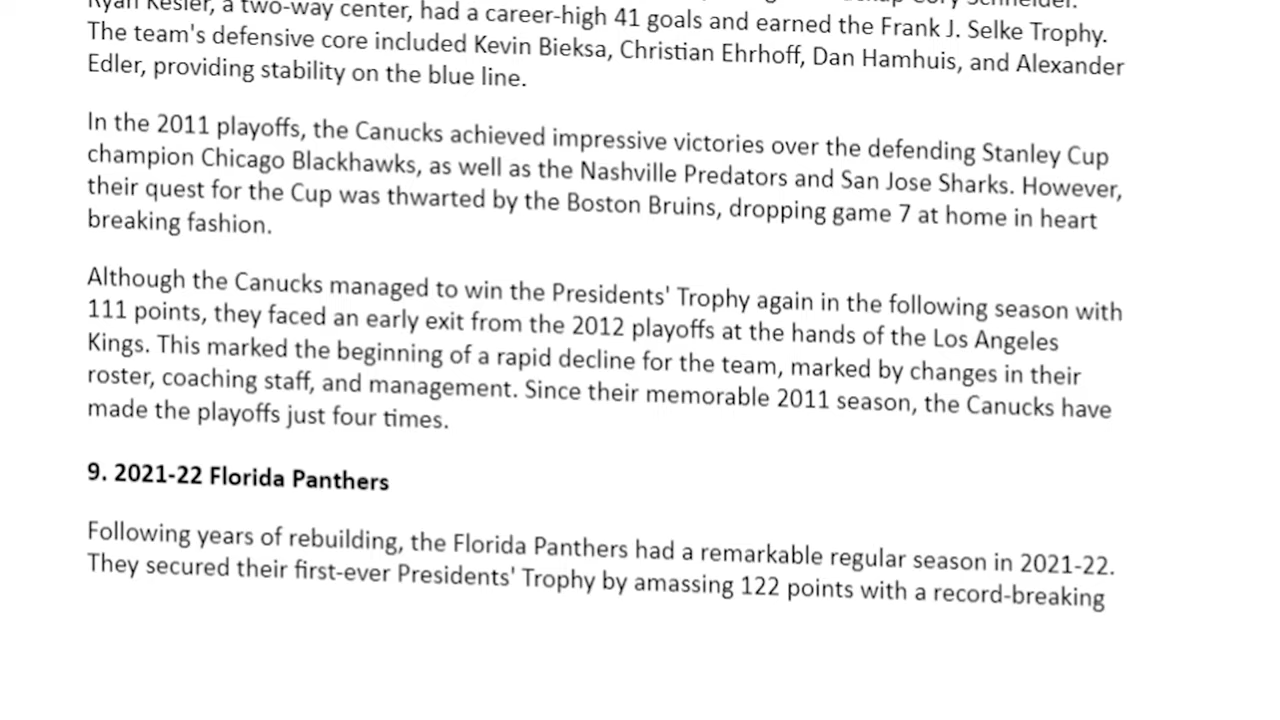 Ryan Kesler, a two-way center, had a career-high 41 goals and earned the Frank J. Selke Trophy.
The team's defensive core included Kevin Bieksa, Christian Ehrhoff, Dan Hamhuis, and Alexander
Edler, providing stability on the blue line.
In the 2011 playoffs, the Canucks achieved impressive victories over the defending Stanley Cup
champion Chicago Blackhawks, as well as the Nashville Predators and San Jose Sharks. However,
their quest for the Cup was thwarted by the Boston Bruins, dropping game 7 at home in heart
breaking fashion.
Although the Canucks managed to win the Presidents' Trophy again in the following season with
111 points, they faced an early exit from the 2012 playoffs at the hands of the Los Angeles
Kings. This marked the beginning of a rapid decline for the team, marked by changes in their
roster, coaching staff, and management. Since their memorable 2011 season, the Canucks have
made the playoffs just four times.
9. 2021-22 Florida Panthers
Following years of rebuilding, the Florida Panthers had a remarkable regular season in 2021-22.
They secured their first-ever Presidents' Trophy by amassing 122 points with a record-breaking